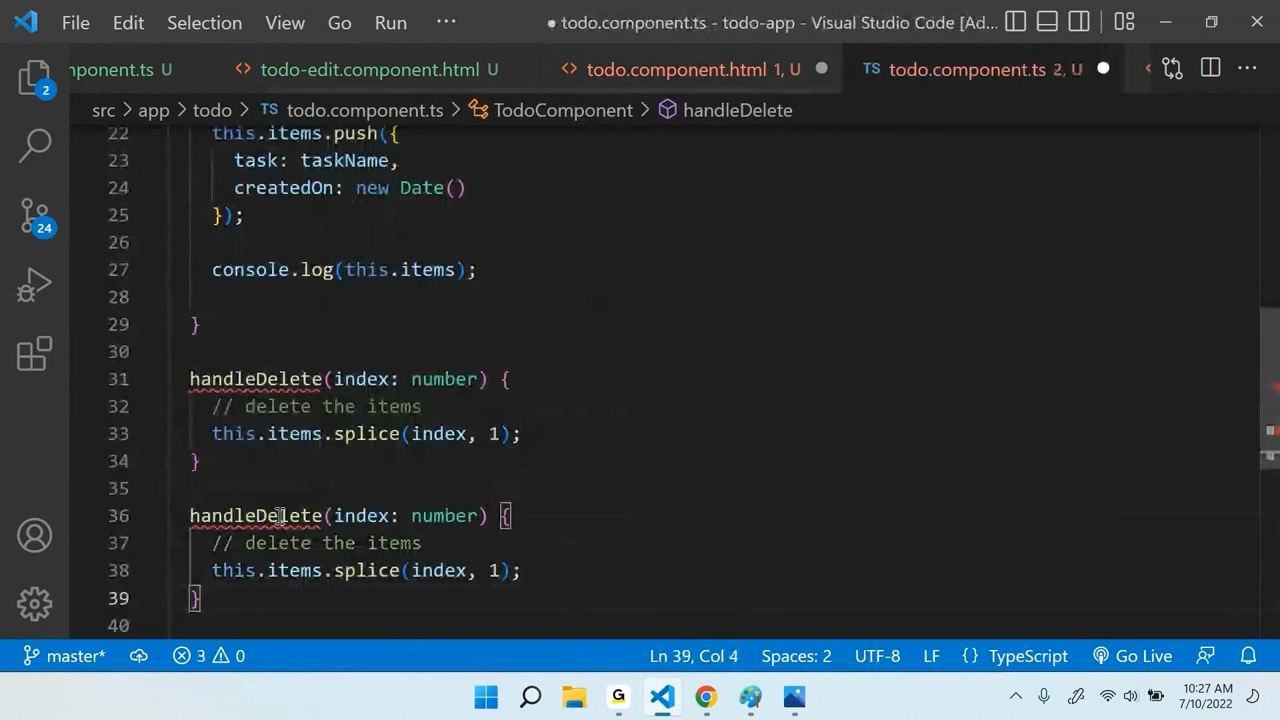 File Edit Selection View Go Run ··· ● todo.component.ts - todo-app - Visual Studio Code [Ad...
mponent.ts U todo-edit.component.html U todo.component.html 1, U TS todo.component.ts 2, U
src > app > todo > TS todo.component.ts > TodoComponent > handleDelete
22 this.items.push({
23 task: taskName,
24 createdOn: new Date()
25 });
26
27 console.log(this.items);
28
29 }
30
31 handleDelete(index: number) {
32 // delete the items
33 this.items.splice(index, 1);
34 }
35
36 handleDelete(index: number) {
37 // delete the items
38 this.items.splice(index, 1);
39 }
40
2
24
master* 3 0 Ln 39, Col 4 Spaces: 2 UTF-8 LF {} TypeScript Go Live
G
10:27 AM
7/10/2022